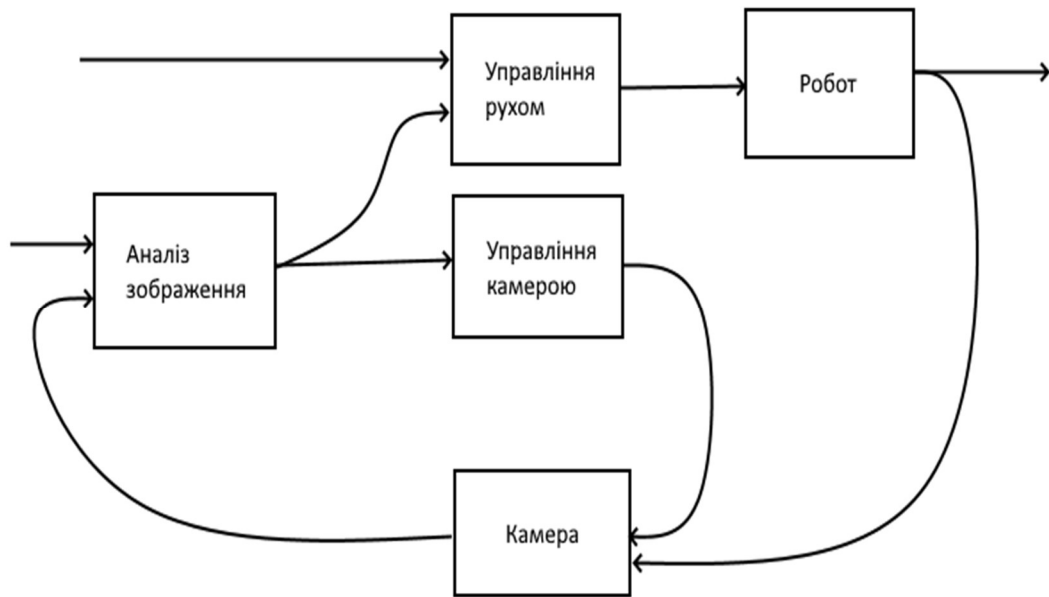 Управління
рухом
Робот
Аналіз
зображення
Управління
камерою
Камера